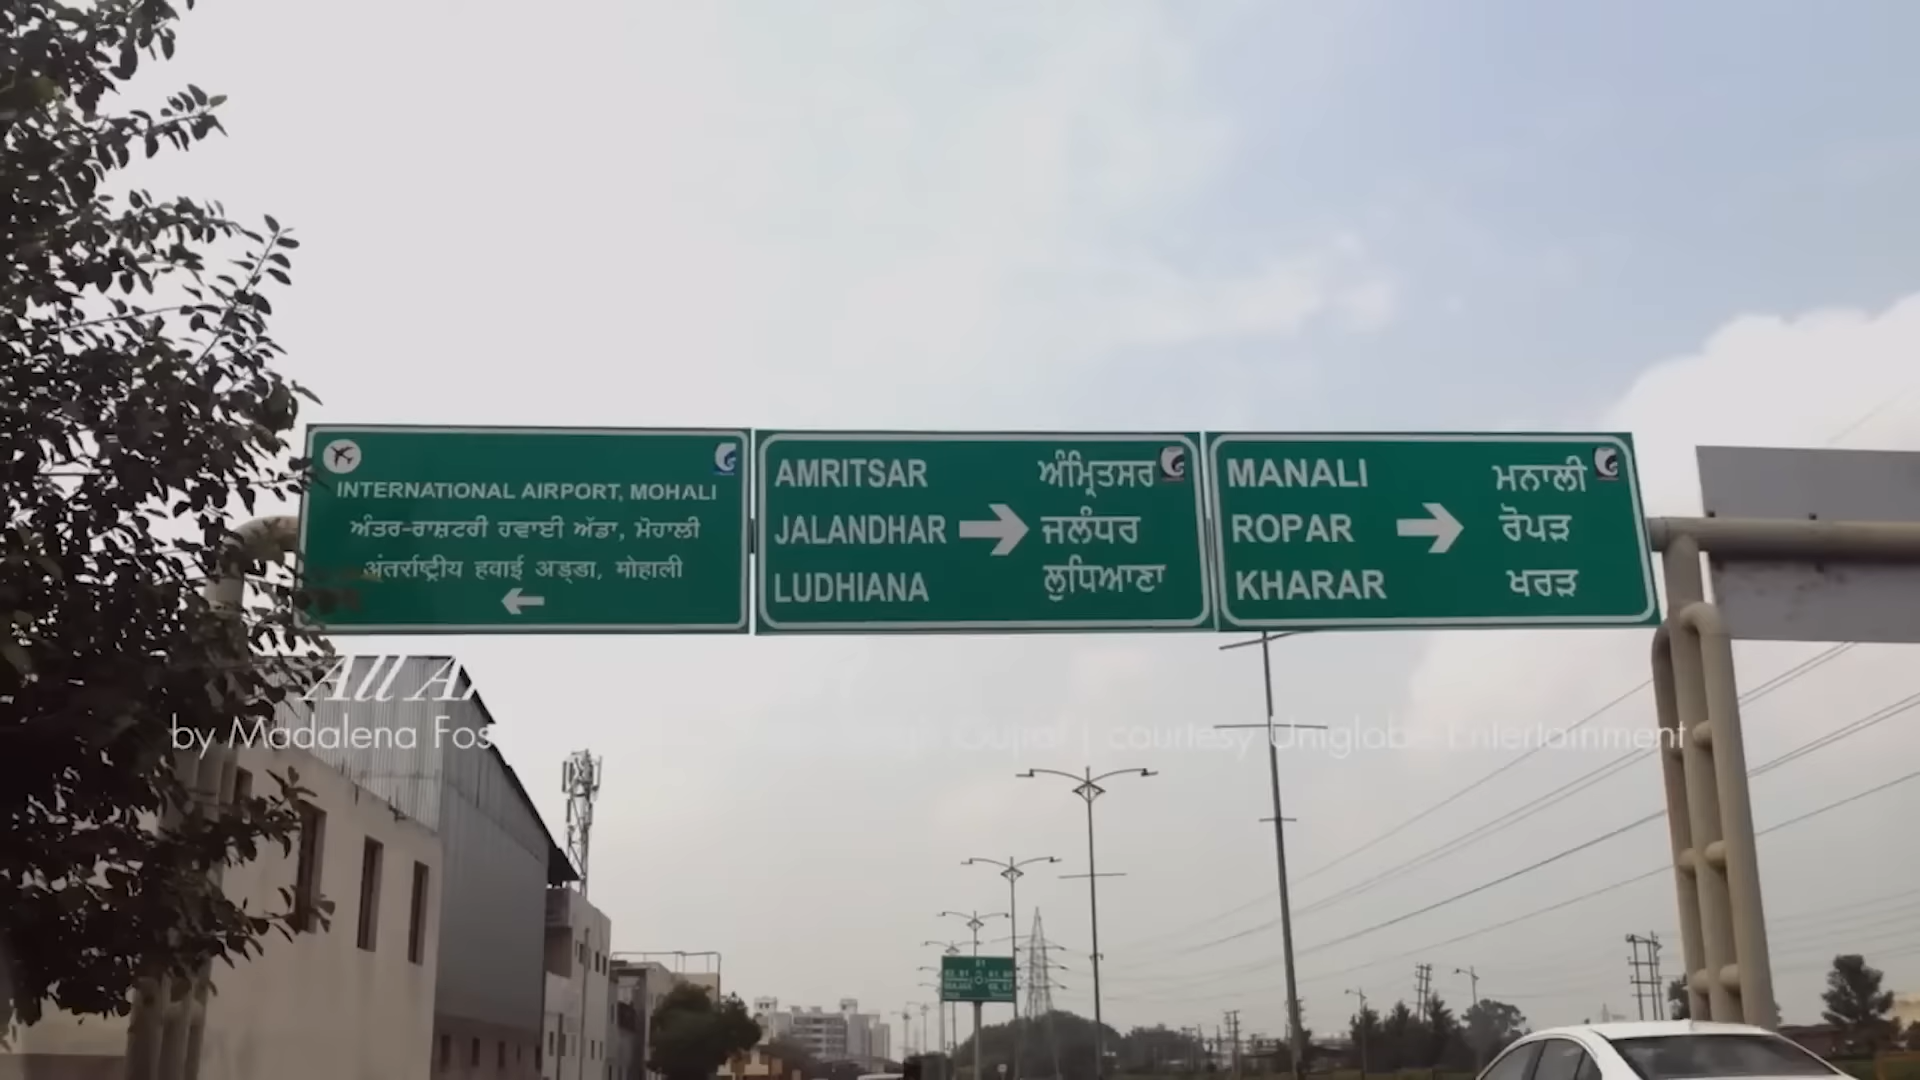 INTERNATIONAL AIRPORT, MOHALI
ਅੰਤਰ-ਰਾਸ਼ਟਰੀ ਹਵਾਈ ਅੱਡਾ, ਮੋਹਾਲੀ
अंतर्राष्ट्रीय हवाई अड्डा, मोहाली
AMRITSAR ਅੰਮ੍ਰਿਤਸਰ
JALANDHAR ਜਲੰਧਰ
LUDHIANA ਲੁਧਿਆਣਾ
MANALI ਮਨਾਲੀ
ROPAR ਰੋਪੜ
KHARAR ਖਰੜ
All
by Madalena | courtesy Uniglobe Entertainment